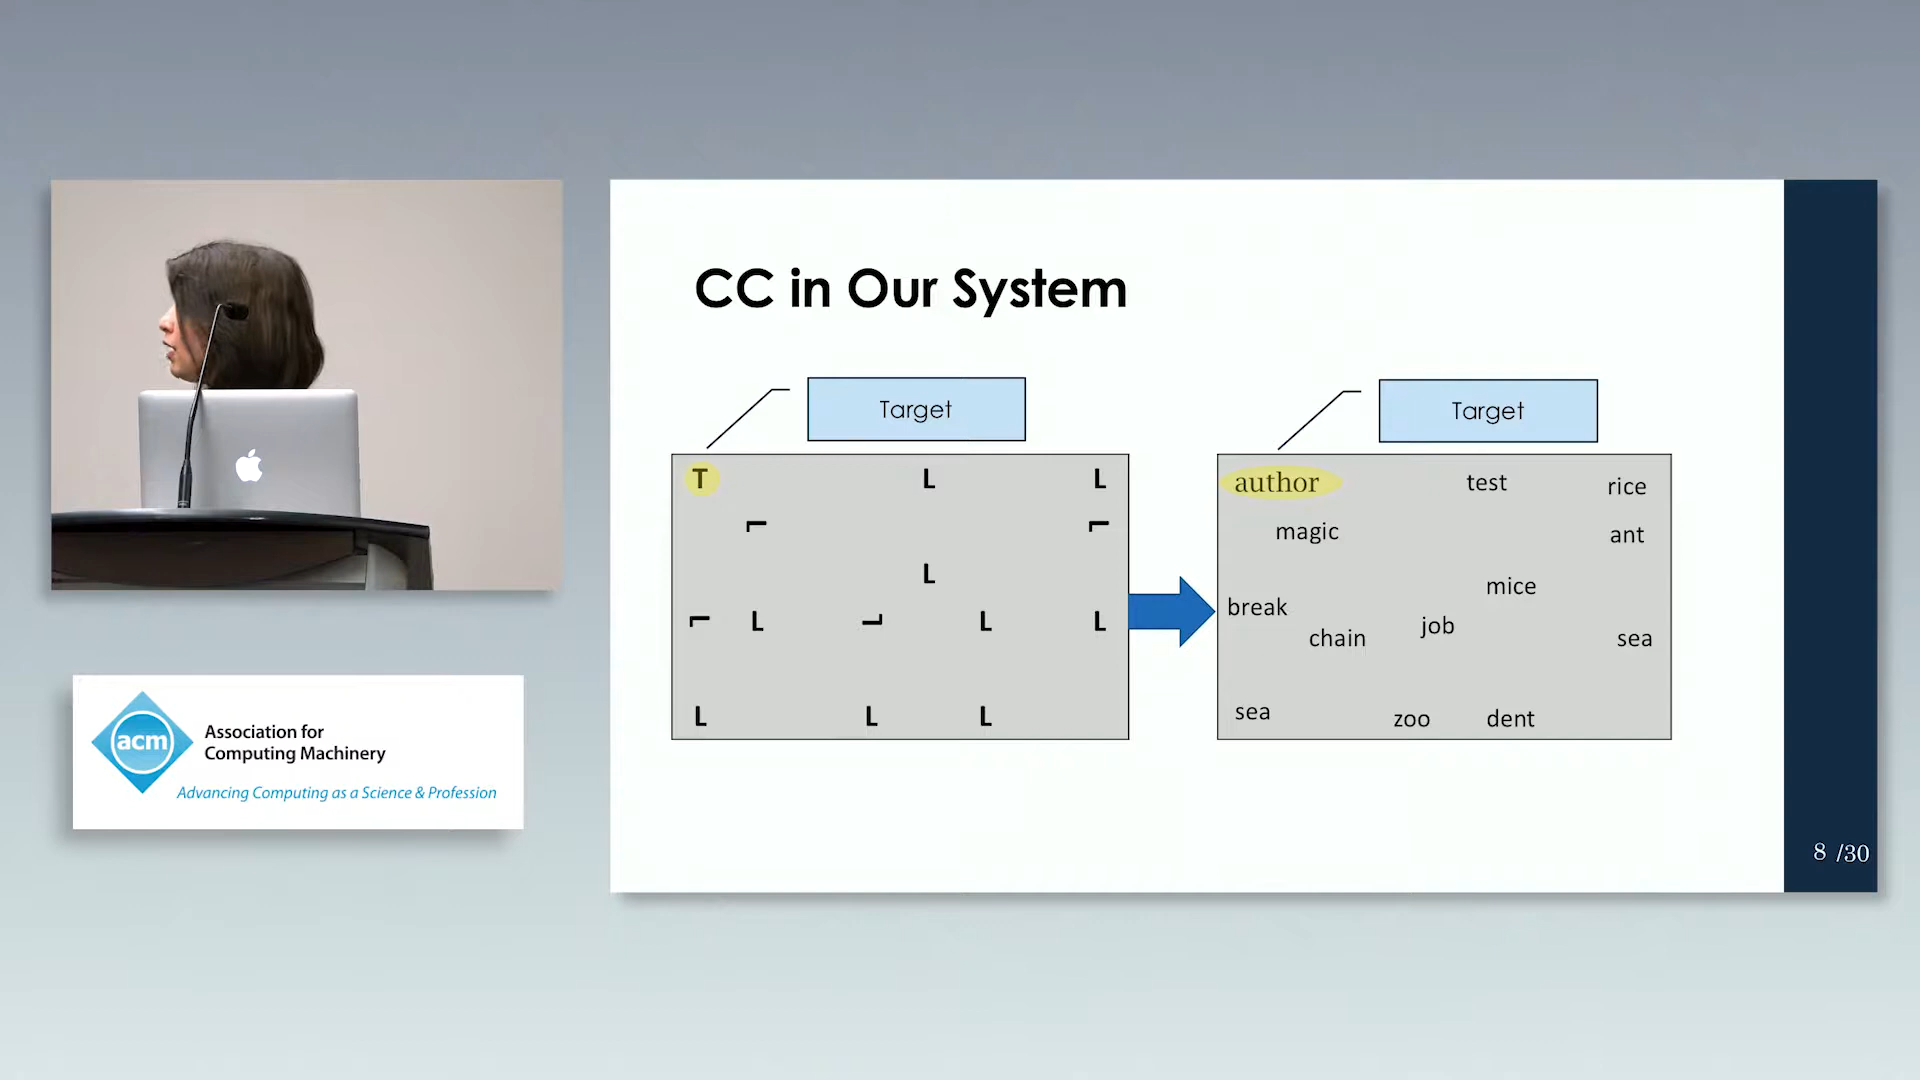 CC in Our System
Target
Target
T L L
L L
L
L L L L L
L L L
author test rice
magic ant
mice
break
chain job sea
sea zoo dent
8 /30
acm
Association for
Computing Machinery
Advancing Computing as a Science & Profession